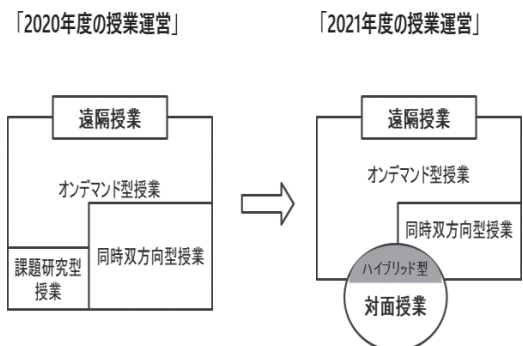 「2020年度の授業運営」
遠隔授業
オンデマンド型授業
同時双方向型授業
課題研究型
授業
「2021年度の授業運営」
遠隔授業
オンデマンド型授業
同時双方向型授業
ハイブリッド型
対面授業